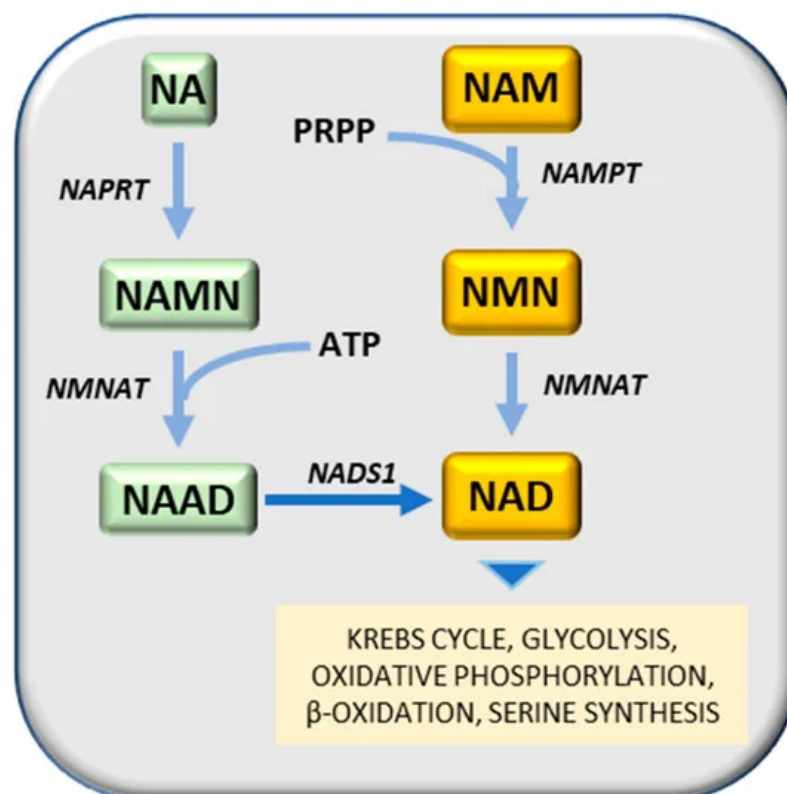 NA
NAM
PRPP
NAPRT
NAMPT
NAMN
NMN
ATP
NMNAT
NMNAT
NADS1
NAAD
NAD
KREBS CYCLE, GLYCOLYSIS,
OXIDATIVE PHOSPHORYLATION,
β-OXIDATION, SERINE SYNTHESIS